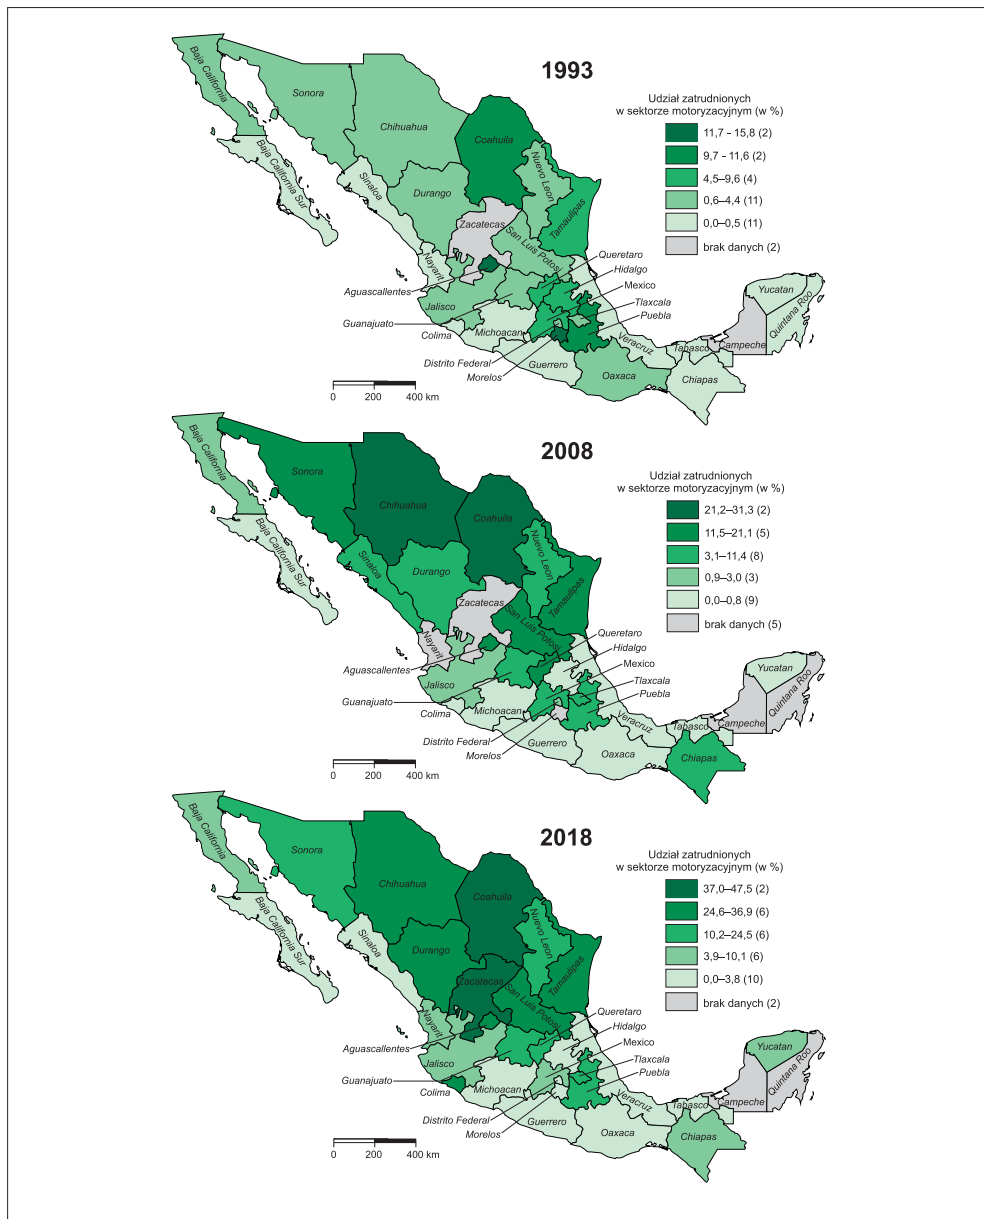 1993
Udział zatrudnionych
w sektorze motoryzacyjnym (w %)
11,7 - 15,8 (2)
9,7 - 11,6 (2)
4,5–9,6 (4)
0,6–4,4 (11)
0,0–0,5 (11)
brak danych (2)
Baja California
Sonora
Chihuahua
Coahuila
Baja California Sur
Sinaloa
Durango
Nuevo Leon
Tamaulipas
Zacatecas
San Luis Potosi
Nayarit
Aguascallentes
Jalisco
Guanajuato
Colima
Michoacan
Queretaro
Hidalgo
Mexico
Tlaxcala
Puebla
Distrito Federal
Morelos
Guerrero
Veracruz
Oaxaca
Tabasco
Chiapas
Campeche
Yucatan
Quintana Roo
0 200 400 km
2008
Udział zatrudnionych
w sektorze motoryzacyjnym (w %)
21,2–31,3 (2)
11,5–21,1 (5)
3,1–11,4 (8)
0,9–3,0 (3)
0,0–0,8 (9)
brak danych (5)
Baja California
Sonora
Chihuahua
Coahuila
Baja California Sur
Sinaloa
Durango
Nuevo Leon
Tamaulipas
Zacatecas
San Luis Potosi
Nayarit
Aguascallentes
Jalisco
Guanajuato
Colima
Michoacan
Queretaro
Hidalgo
Mexico
Tlaxcala
Puebla
Distrito Federal
Morelos
Guerrero
Veracruz
Oaxaca
Tabasco
Chiapas
Campeche
Yucatan
Quintana Roo
0 200 400 km
2018
Udział zatrudnionych
w sektorze motoryzacyjnym (w %)
37,0–47,5 (2)
24,6–36,9 (6)
10,2–24,5 (6)
3,9–10,1 (6)
0,0–3,8 (10)
brak danych (2)
Baja California
Sonora
Chihuahua
Coahuila
Baja California Sur
Sinaloa
Durango
Nuevo Leon
Tamaulipas
Zacatecas
San Luis Potosi
Nayarit
Aguascallentes
Jalisco
Guanajuato
Colima
Michoacan
Queretaro
Hidalgo
Mexico
Tlaxcala
Puebla
Distrito Federal
Morelos
Guerrero
Veracruz
Oaxaca
Tabasco
Chiapas
Campeche
Yucatan
Quintana Roo
0 200 400 km